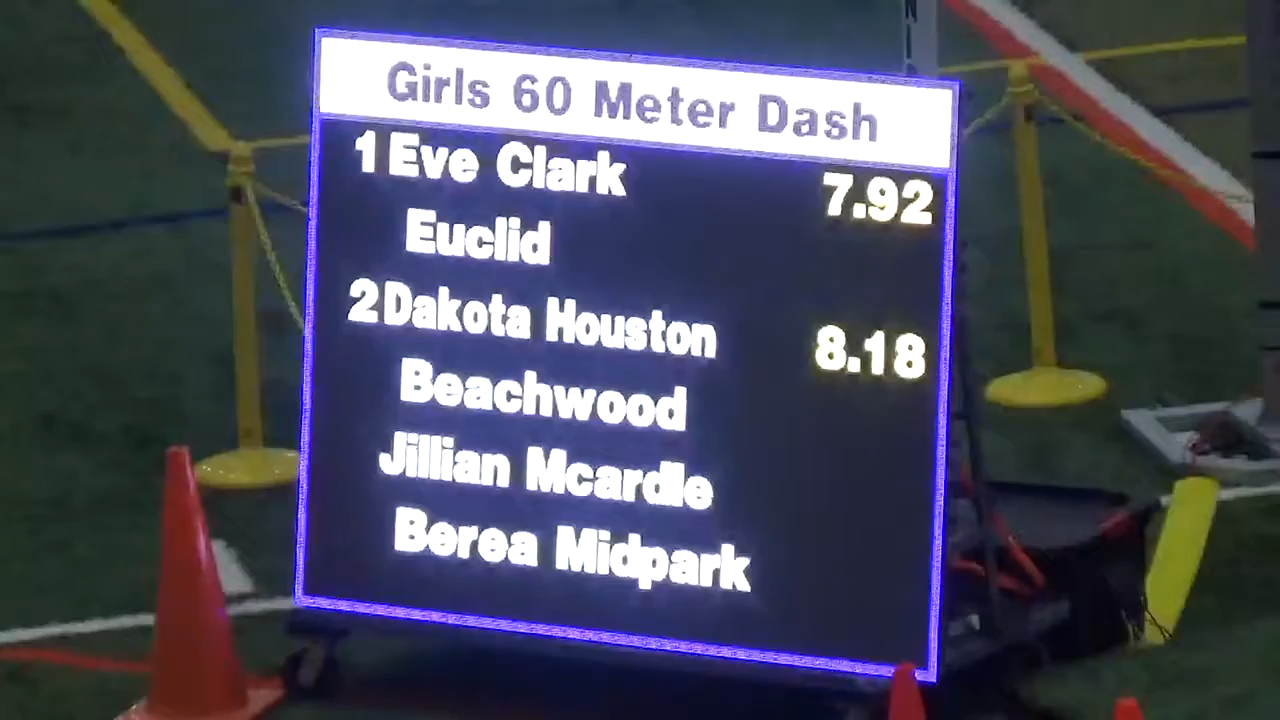 Girls 60 Meter Dash
1 Eve Clark 7.92
Euclid
2 Dakota Houston 8.18
Beachwood
Jillian Mcardle
Berea Midpark